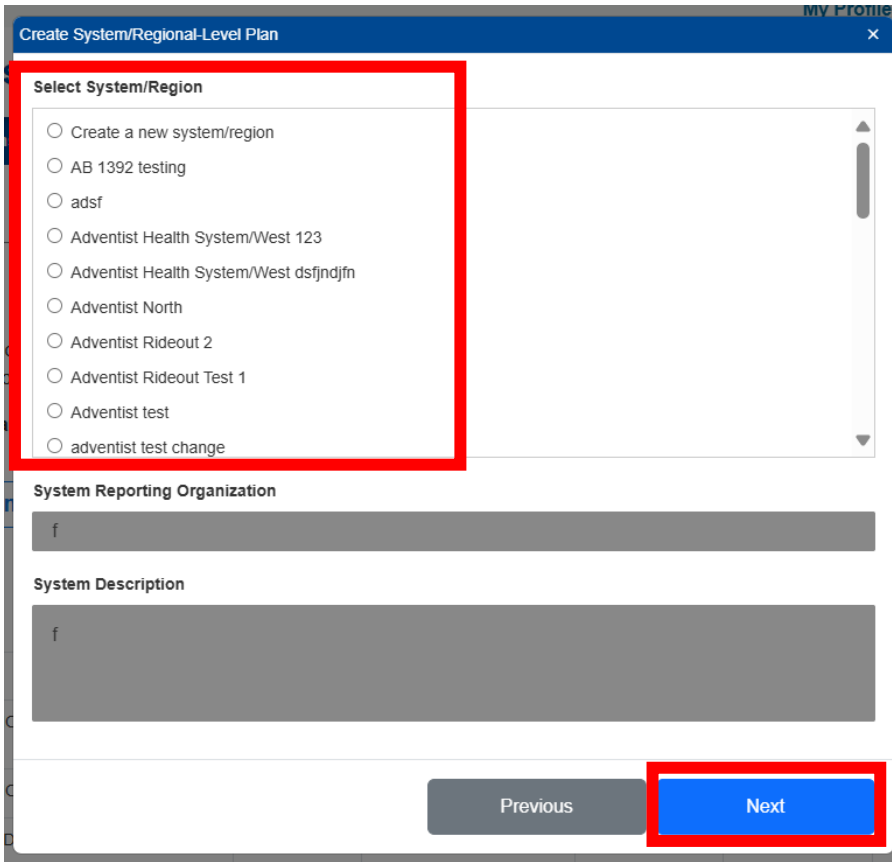 My Profile
Create System/Regional-Level Plan ×
Select System/Region
Create a new system/region
AB 1392 testing
adsf
Adventist Health System/West 123
Adventist Health System/West dsfjndjfn
Adventist North
Adventist Rideout 2
Adventist Rideout Test 1
Adventist test
adventist test change
System Reporting Organization
f
System Description
f
Previous
Next